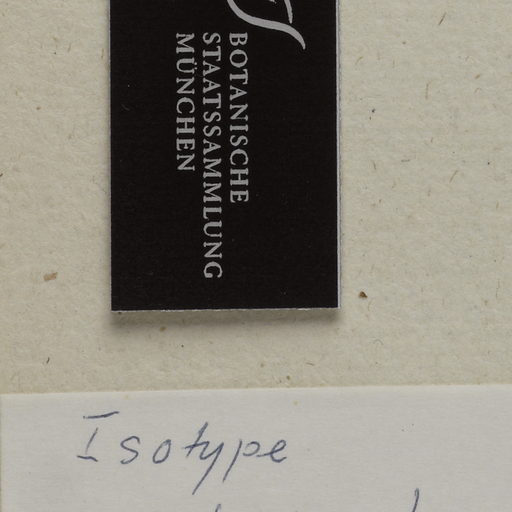 BOTANISCHE
STAATSSAMMLUNG
MÜNCHEN
Isotype